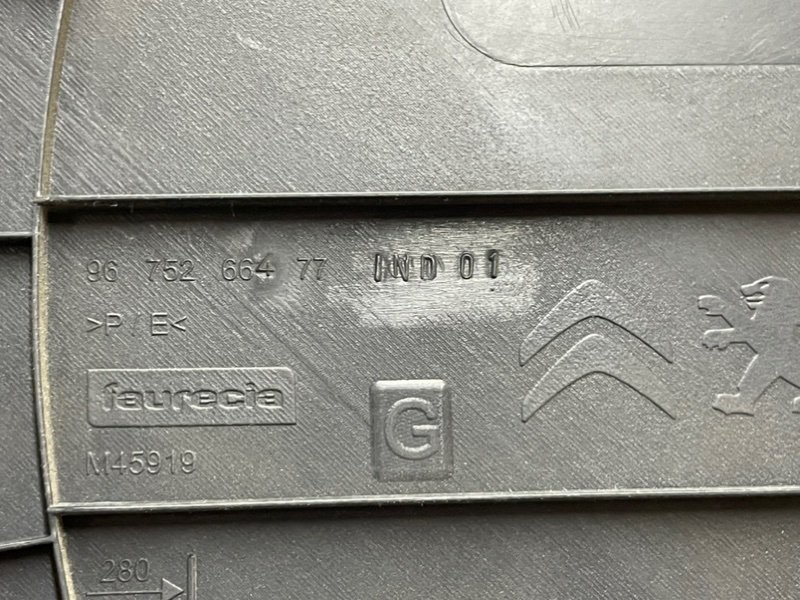 96 752 664 77 IND 01
>P/E<
faurecia
G
M45919
280